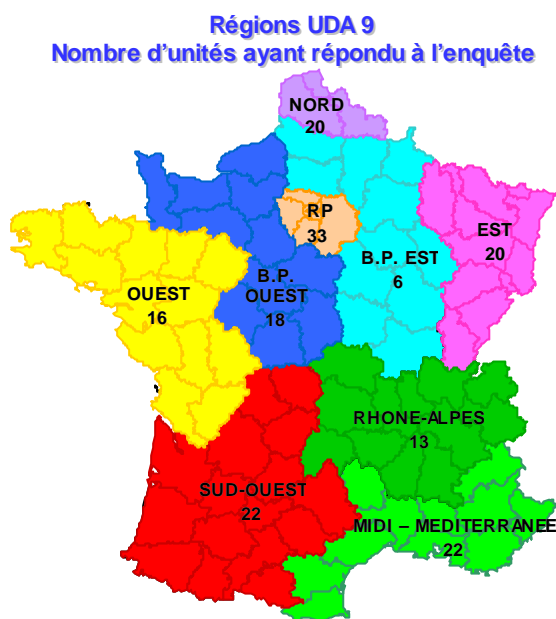 Régions UDA 9
Nombre d’unités ayant répondu à l’enquête
NORD
20
RP
33
EST
20
B.P. EST
6
B.P.
OUEST
18
OUEST
16
RHONE-ALPES
13
SUD-OUEST
22
MIDI – MEDITERRANEE
22